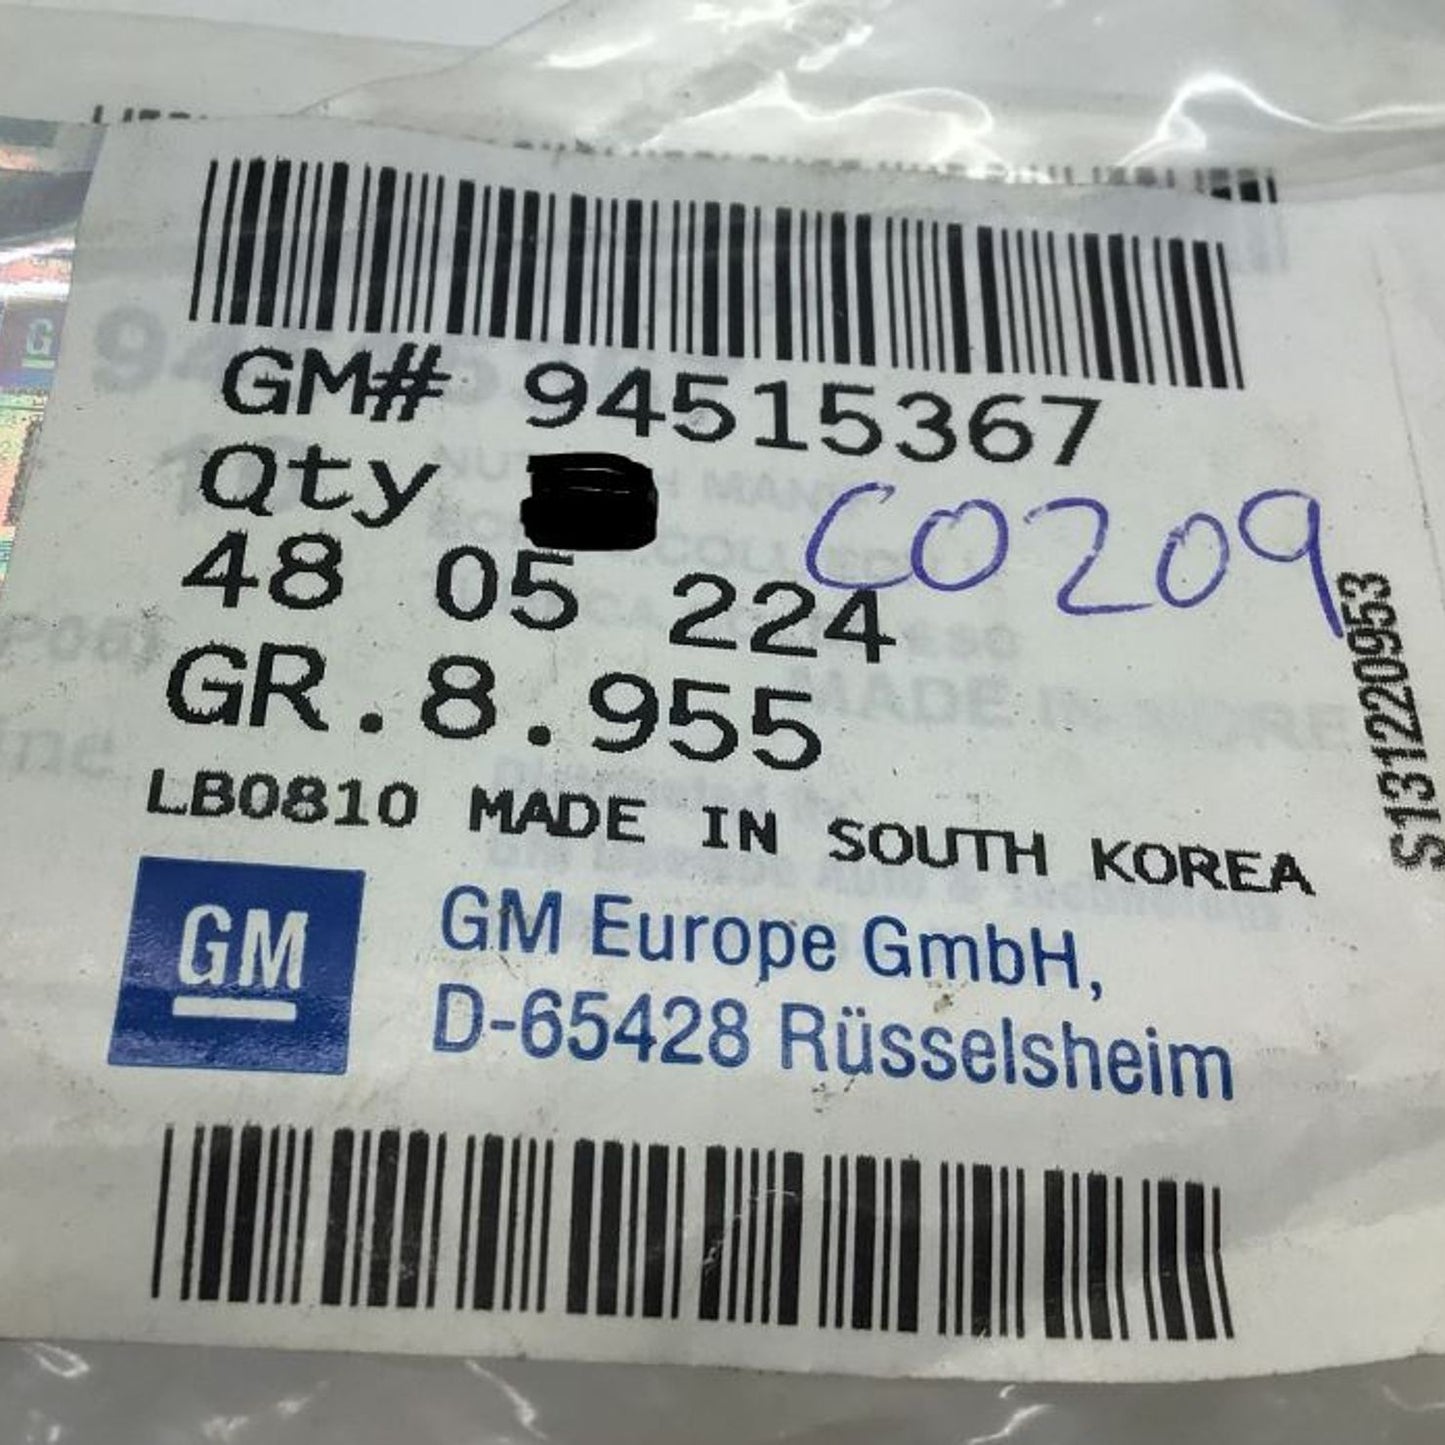 GM# 94515367
Qty
C0209
48 05 224
GR.8.955
LB0810 MADE IN SOUTH KOREA
S131220953
GM
GM Europe GmbH,
D-65428 Rüsselsheim
GM